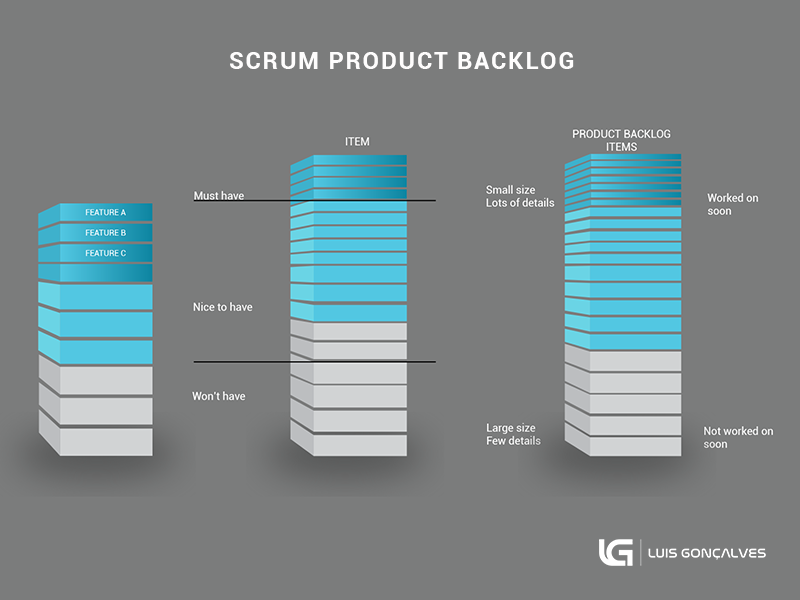 SCRUM PRODUCT BACKLOG
FEATURE A
FEATURE B
FEATURE C
ITEM
Must have
Nice to have
Won't have
PRODUCT BACKLOG
ITEMS
Small size
Lots of details
Worked on
soon
Large size
Few details
Not worked on
soon
LG
LUIS GONÇALVES